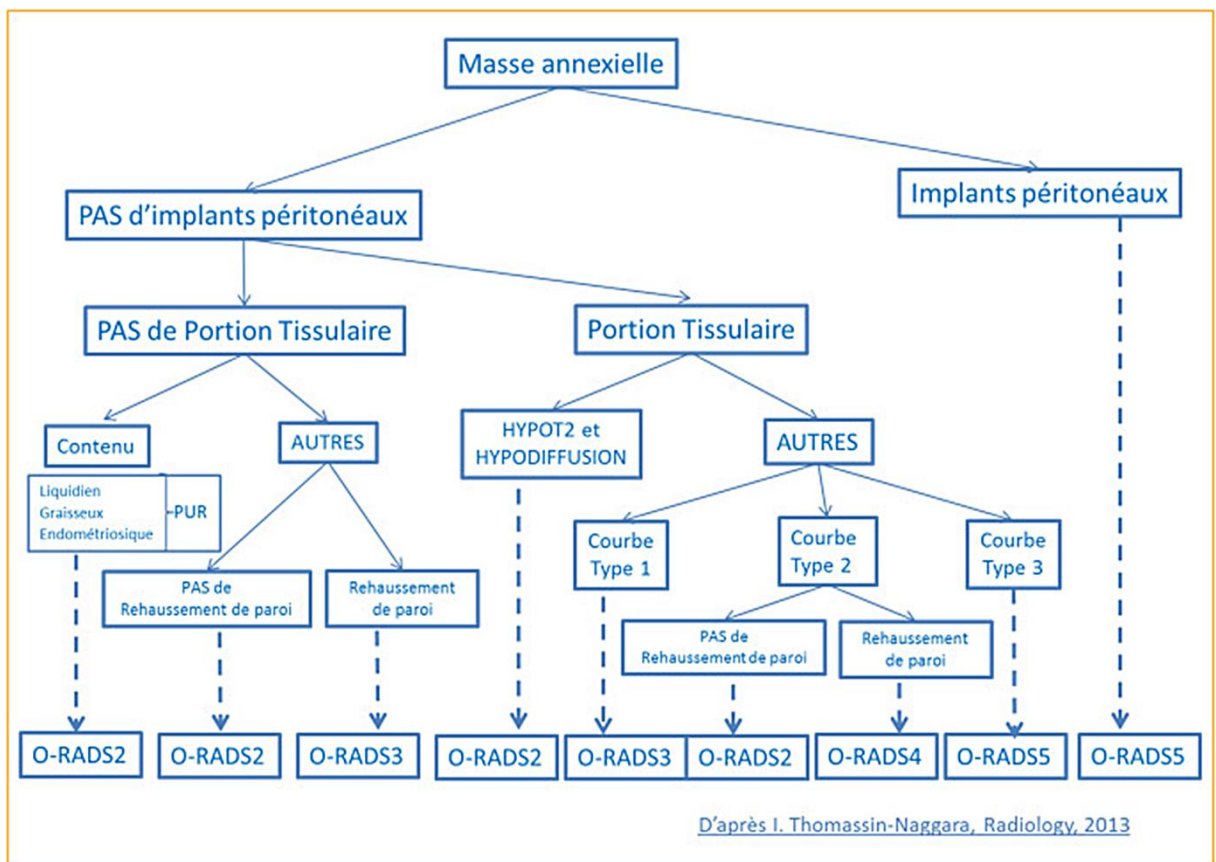 Masse annexielle
PAS d'implants péritonéaux
Implants péritonéaux
PAS de Portion Tissulaire
Portion Tissulaire
Contenu
AUTRES
HYPOT2 et
HYPODIFFUSION
AUTRES
Liquidien
Graisseux
Endométriosique
PUR
Courbe
Type 1
Courbe
Type 2
Courbe
Type 3
PAS de
Rehaussement de paroi
Rehaussement
de paroi
PAS de
Rehaussement de paroi
Rehaussement
de paroi
O-RADS2
O-RADS2
O-RADS3
O-RADS2
O-RADS3
O-RADS2
O-RADS4
O-RADS5
O-RADS5
D'après I. Thomassin-Naggara, Radiology, 2013